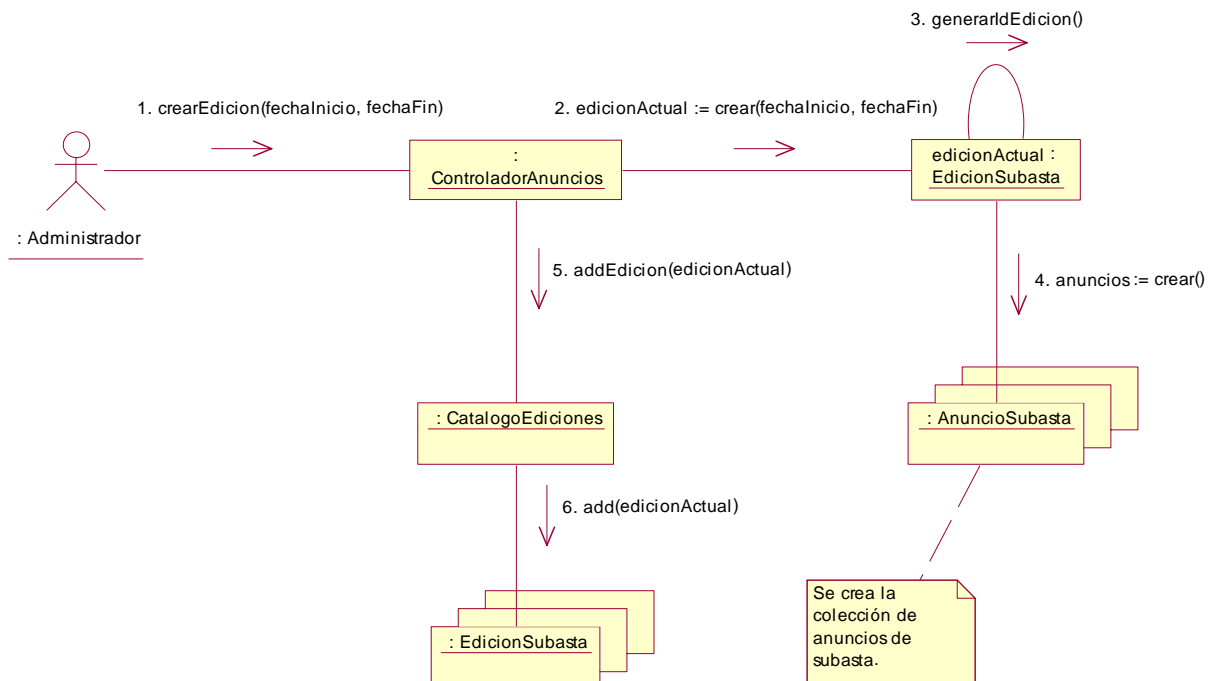 3. generarIdEdicion()
1. crearEdicion(fechaInicio, fechaFin)
2. edicionActual := crear(fechaInicio, fechaFin)
:
ControladorAnuncios
edicionActual :
EdicionSubasta
: Administrador
5. addEdicion(edicionActual)
4. anuncios := crear()
: CatalogoEdiciones
: AnuncioSubasta
6. add(edicionActual)
: EdicionSubasta
Se crea la
colección de
anuncios de
subasta.